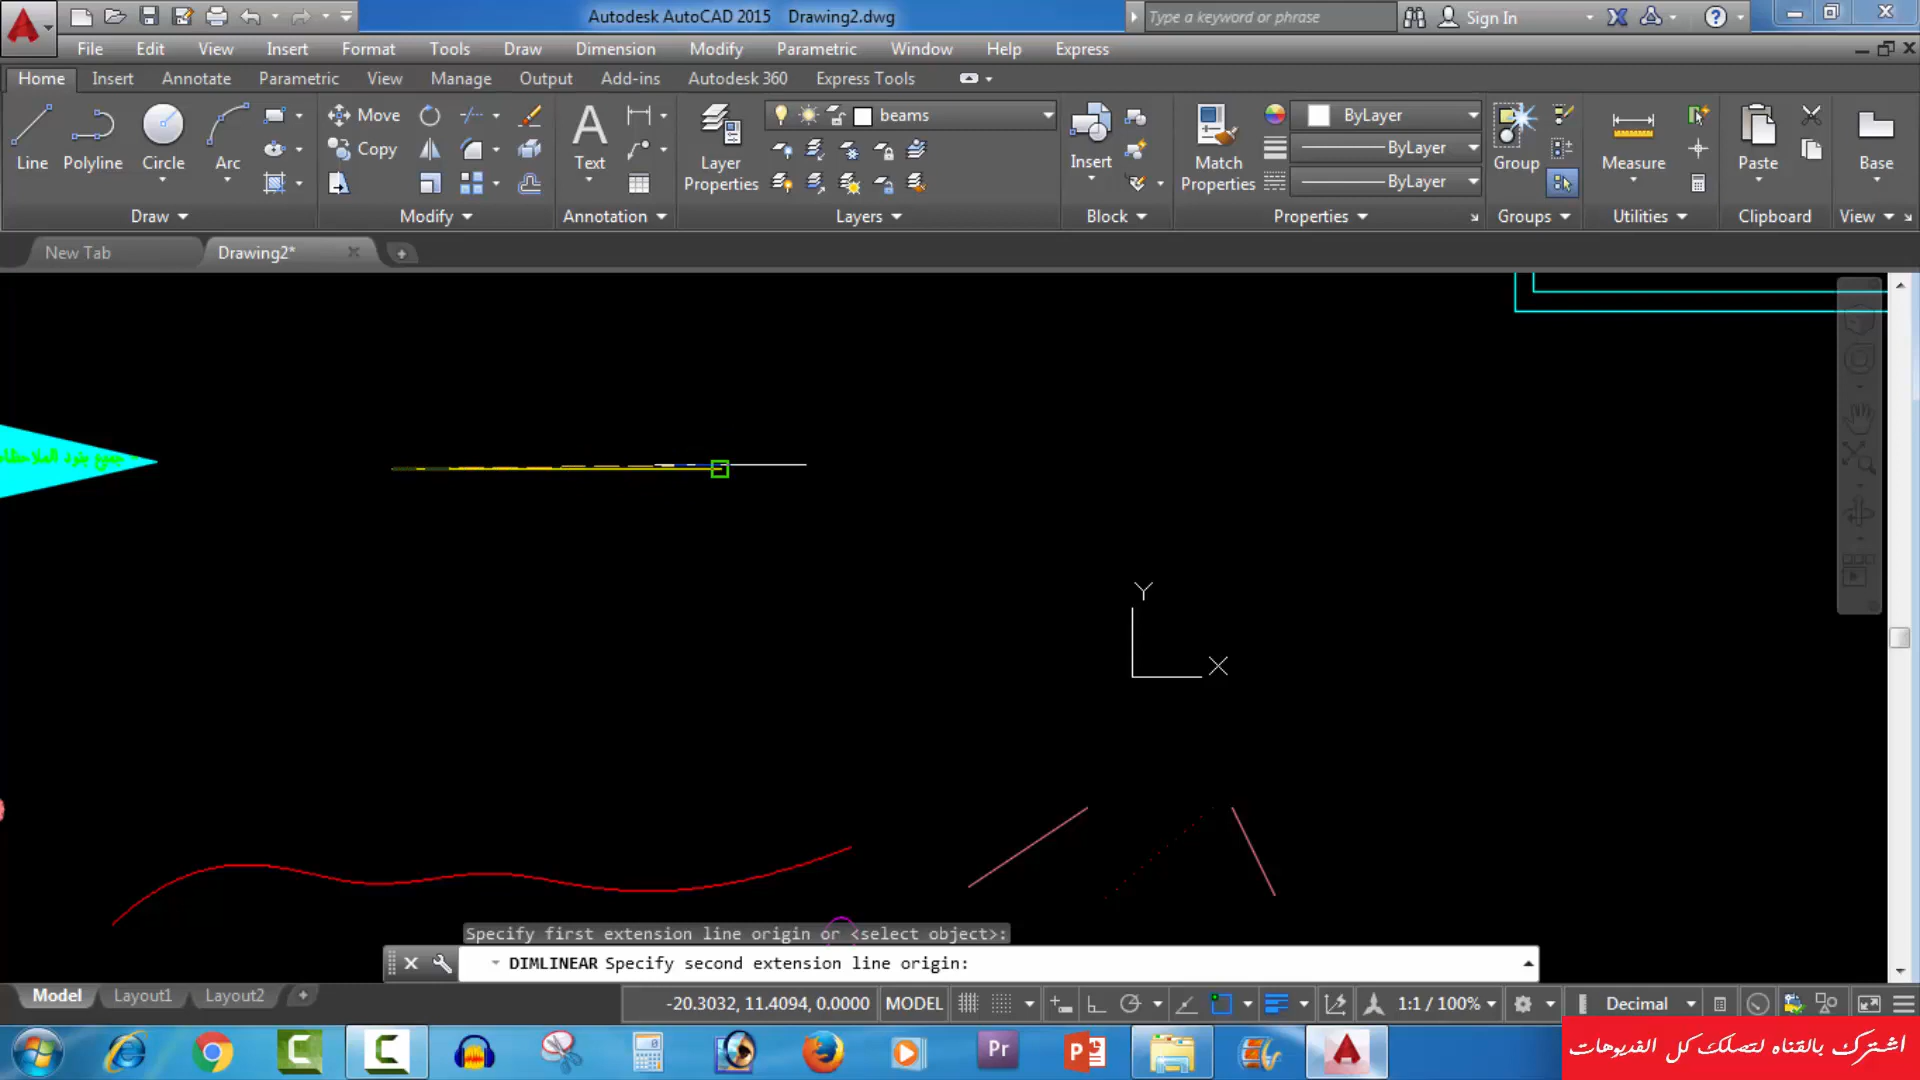 Autodesk AutoCAD 2015 Drawing2.dwg
Type a keyword or phrase
Sign In
File Edit View Insert Format Tools Draw Dimension Modify Parametric Window Help Express
Home Insert Annotate Parametric View Manage Output Add-ins Autodesk 360 Express Tools
Line Polyline Circle Arc
Move
Copy
Text
Layer Properties
beams
Insert
Match Properties
ByLayer
ByLayer
ByLayer
Group
Measure
Paste
Base
Draw Modify Annotation Layers Block Properties Groups Utilities Clipboard View
New Tab Drawing2*
جميع بنود الملاحظات
Y
X
Specify first extension line origin or <select object>:
DIMLINEAR Specify second extension line origin:
Model Layout1 Layout2
-20.3032, 11.4094, 0.0000 MODEL
1:1 / 100%
Decimal
Pr
اشترك بالقناه لتصلك كل الفديوهات